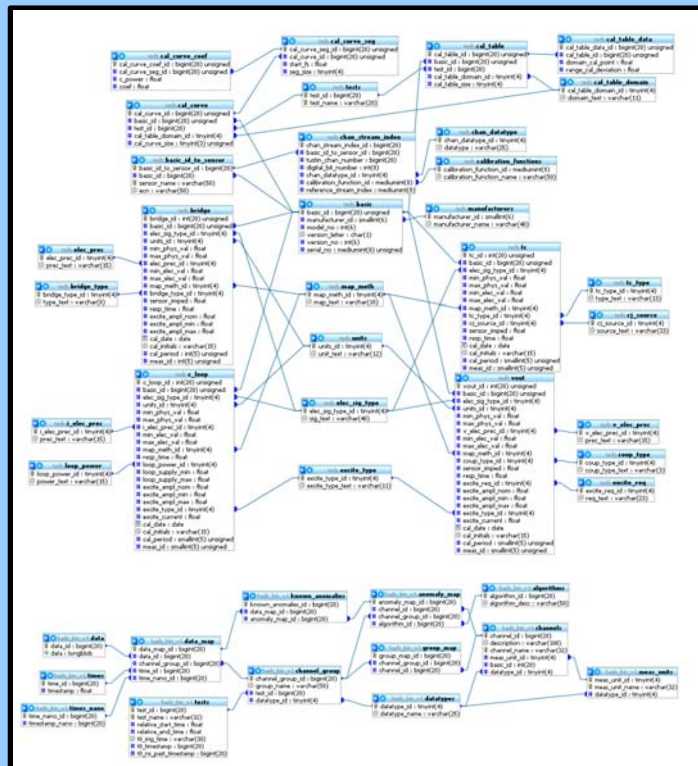 cal_curve_coef
cal_curve_coef_id : bigint(20) unsigned
cal_curve_seg_id : bigint(20) unsigned
c_power : float
coef : float
cal_curve_seg
cal_curve_seg_id : bigint(20) unsigned
cal_curve_id : bigint(20) unsigned
start_fs : float
seg_size : tinyint(4)
cal_table
cal_table_id : bigint(20) unsigned
basic_id : bigint(20) unsigned
test_id : bigint(20)
cal_table_domain_id : tinyint(4)
cal_table_size : tinyint(4)
cal_table_data
cal_table_data_id : bigint(20) unsigned
cal_table_id : bigint(20) unsigned
domain_cal_point : float
range_cal_deviation : float
cal_table_domain
cal_table_domain_id : tinyint(4)
domain_text : varchar(11)
tests
test_id : bigint(20)
test_name : varchar(20)
cal_curve
cal_curve_id : bigint(20) unsigned
basic_id : bigint(20) unsigned
test_id : bigint(20)
cal_table_domain_id : tinyint(4)
cal_curve_size : tinyint(3) unsigned
chan_stream_index
chan_stream_index_id : bigint(20)
basic_id_to_sensor_id : bigint(20)
tustin_chan_number : bigint(20)
digital_bit_number : int(8)
chan_datatype_id : tinyint(4)
calibration_function_id : mediumint(8)
reference_stream_index : mediumint(8)
chan_datatype
chan_datatype_id : tinyint(4)
datatype : varchar(25)
calibration_functions
calibration_function_id : mediumint(8)
calibration_function_name : varchar(50)
basic_id_to_sensor
basic_id_to_sensor_id : bigint(20)
basic_id : bigint(20)
sensor_name : varchar(50)
ecn : varchar(50)
basic
basic_id : bigint(20) unsigned
manufacturer_id : smallint(6)
model_no : int(6)
version_letter : char(1)
version_no : int(6)
serial_no : mediumint(8) unsigned
manufacturers
manufacturer_id : smallint(6)
manufacturer_name : varchar(40)
bridge
bridge_id : int(20) unsigned
basic_id : bigint(20) unsigned
elec_sig_type_id : tinyint(4)
units_id : tinyint(4)
min_phys_val : float
max_phys_val : float
elec_prec_id : tinyint(4)
min_elec_val : float
max_elec_val : float
map_meth_id : tinyint(4)
bridge_type_id : tinyint(4)
sensor_imped : float
resp_time : float
excite_ampl_nom : float
excite_ampl_min : float
excite_ampl_max : float
cal_date : date
cal_initials : varchar(15)
cal_period : int(5) unsigned
meas_id : int(5) unsigned
elec_prec
elec_prec_id : tinyint(4)
prec_text : varchar(15)
bridge_type
bridge_type_id : tinyint(4)
type_text : varchar(8)
map_meth
map_meth_id : tinyint(4)
map_text : varchar(16)
units
units_id : tinyint(4)
unit_text : varchar(12)
tc
tc_id : int(20) unsigned
basic_id : bigint(20) unsigned
elec_sig_type_id : tinyint(4)
min_phys_val : float
max_phys_val : float
min_elec_val : float
max_elec_val : float
map_meth_id : tinyint(4)
tc_type_id : tinyint(4)
cj_source_id : tinyint(4)
sensor_imped : float
resp_time : float
cal_date : date
cal_initials : varchar(15)
cal_period : smallint(5) unsigned
meas_id : smallint(5) unsigned
tc_type
tc_type_id : tinyint(4)
type_text : varchar(13)
cj_source
cj_source_id : tinyint(4)
source_text : varchar(33)
c_loop
c_loop_id : int(20) unsigned
basic_id : bigint(20) unsigned
elec_sig_type_id : tinyint(4)
units_id : tinyint(4)
min_phys_val : float
max_phys_val : float
i_elec_prec_id : tinyint(4)
min_elec_val : float
max_elec_val : float
map_meth_id : tinyint(4)
resp_time : float
loop_power_id : tinyint(4)
loop_supply_min : float
loop_supply_max : float
excite_ampl_nom : float
excite_ampl_min : float
excite_ampl_max : float
excite_type_id : tinyint(4)
excite_current : float
cal_date : date
cal_initials : varchar(15)
cal_period : smallint(5) unsigned
meas_id : smallint(5) unsigned
i_elec_prec
i_elec_prec_id : tinyint(4)
prec_text : varchar(15)
loop_power
loop_power_id : tinyint(4)
power_text : varchar(15)
elec_sig_type
elec_sig_type_id : tinyint(4)
sig_text : varchar(40)
excite_type
excite_type_id : tinyint(4)
excite_text : varchar(11)
vout
vout_id : int(20) unsigned
basic_id : bigint(20) unsigned
elec_sig_type_id : tinyint(4)
units_id : tinyint(4)
min_phys_val : float
max_phys_val : float
v_elec_prec_id : tinyint(4)
min_elec_val : float
max_elec_val : float
map_meth_id : tinyint(4)
coup_type_id : tinyint(4)
sensor_imped : float
resp_time : float
excite_req_id : tinyint(4)
excite_ampl_nom : float
excite_ampl_min : float
excite_ampl_max : float
excite_type_id : tinyint(4)
excite_current : float
cal_date : date
cal_initials : varchar(15)
cal_period : smallint(5) unsigned
meas_id : smallint(5) unsigned
v_elec_prec
v_elec_prec_id : tinyint(4)
prec_text : varchar(15)
coup_type
coup_type_id : tinyint(4)
coup_type_text : varchar(3)
excite_req
excite_req_id : tinyint(4)
req_text : varchar(23)
known_anomalies
known_anomalies_id : bigint(20)
data_map_id : bigint(20)
anomaly_map_id : bigint(20)
anomaly_map
anomaly_map_id : bigint(20)
channel_id : bigint(20)
channel_group_id : bigint(20)
algorithm_id : bigint(20)
algorithms
algorithm_id : bigint(20)
algorithm_desc : varchar(50)
data
data_id : bigint(20)
data : longblob
data_map
data_map_id : bigint(20)
data_id : bigint(20)
channel_group_id : bigint(20)
time_id : bigint(20)
time_nano_id : bigint(20)
times
time_id : bigint(20)
timestamp : float
times_nano
time_nano_id : bigint(20)
timestamp_nano : bigint(20)
channel_group
channel_group_id : bigint(20)
group_name : varchar(50)
test_id : bigint(20)
datatype_id : tinyint(4)
group_map
group_map_id : bigint(20)
channel_group_id : bigint(20)
channel_id : bigint(20)
channels
channel_id : bigint(20)
description : varchar(100)
channel_name : varchar(32)
meas_unit_id : tinyint(4)
basic_id : int(20)
datatype_id : tinyint(4)
meas_units
meas_unit_id : tinyint(4)
meas_unit_name : varchar(32)
datatype_id : tinyint(4)
tests
test_id : bigint(20)
test_name : varchar(32)
relative_start_time : float
relative_end_time : float
t0_irig_time : varchar(30)
t0_timestamp : bigint(20)
t0_ns_past_timestamp : bigint(20)
datatypes
datatype_id : tinyint(4)
datatype_name : varchar(25)